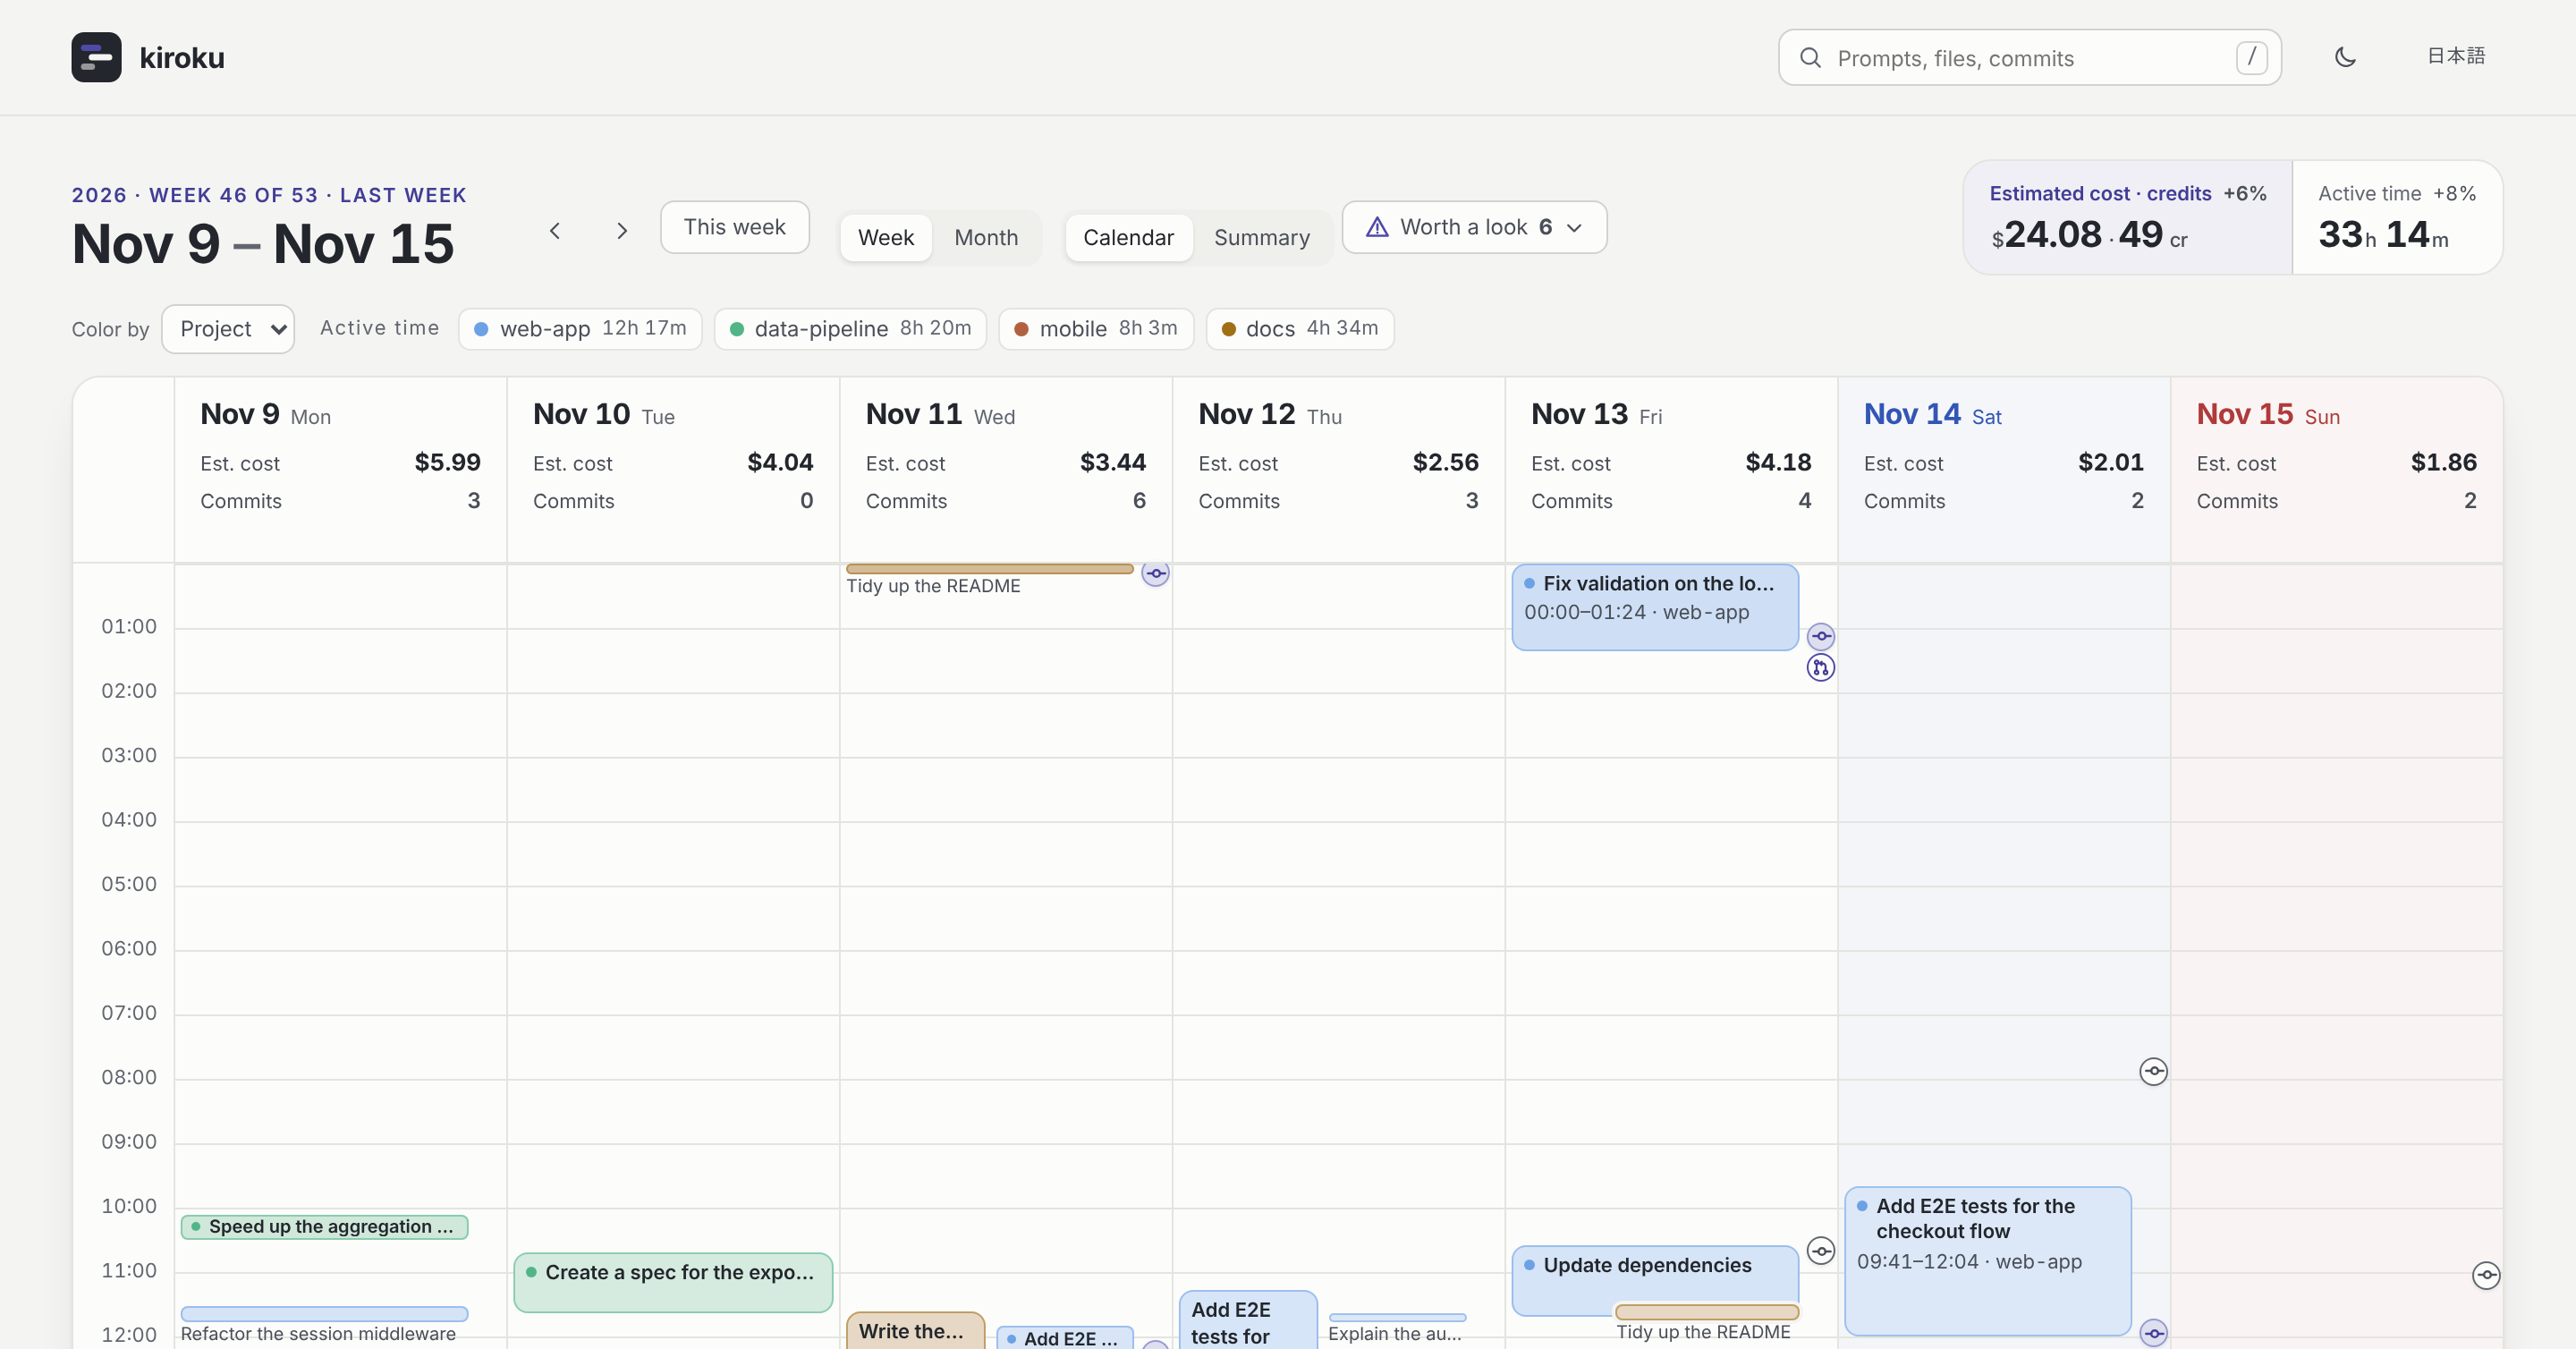 kiroku
Prompts, files, commits /
日本語
2026 · WEEK 46 OF 53 · LAST WEEK
Nov 9 – Nov 15
This week
Week Month
Calendar Summary
Worth a look 6
Estimated cost · credits +6%
$24.08 · 49 cr
Active time +8%
33h 14m
Color by Project Active time web-app 12h 17m data-pipeline 8h 20m mobile 8h 3m docs 4h 34m
Nov 9 Mon
Est. cost $5.99
Commits 3
Nov 10 Tue
Est. cost $4.04
Commits 0
Nov 11 Wed
Est. cost $3.44
Commits 6
Nov 12 Thu
Est. cost $2.56
Commits 3
Nov 13 Fri
Est. cost $4.18
Commits 4
Nov 14 Sat
Est. cost $2.01
Commits 2
Nov 15 Sun
Est. cost $1.86
Commits 2
Tidy up the README
Fix validation on the lo...
00:00–01:24 · web-app
01:00
02:00
03:00
04:00
05:00
06:00
07:00
08:00
09:00
10:00
11:00
12:00
Speed up the aggregation ...
Refactor the session middleware
Create a spec for the expo...
Write the...
Add E2E ...
Add E2E
tests for
Explain the au...
Update dependencies
Tidy up the README
Add E2E tests for the
checkout flow
09:41–12:04 · web-app